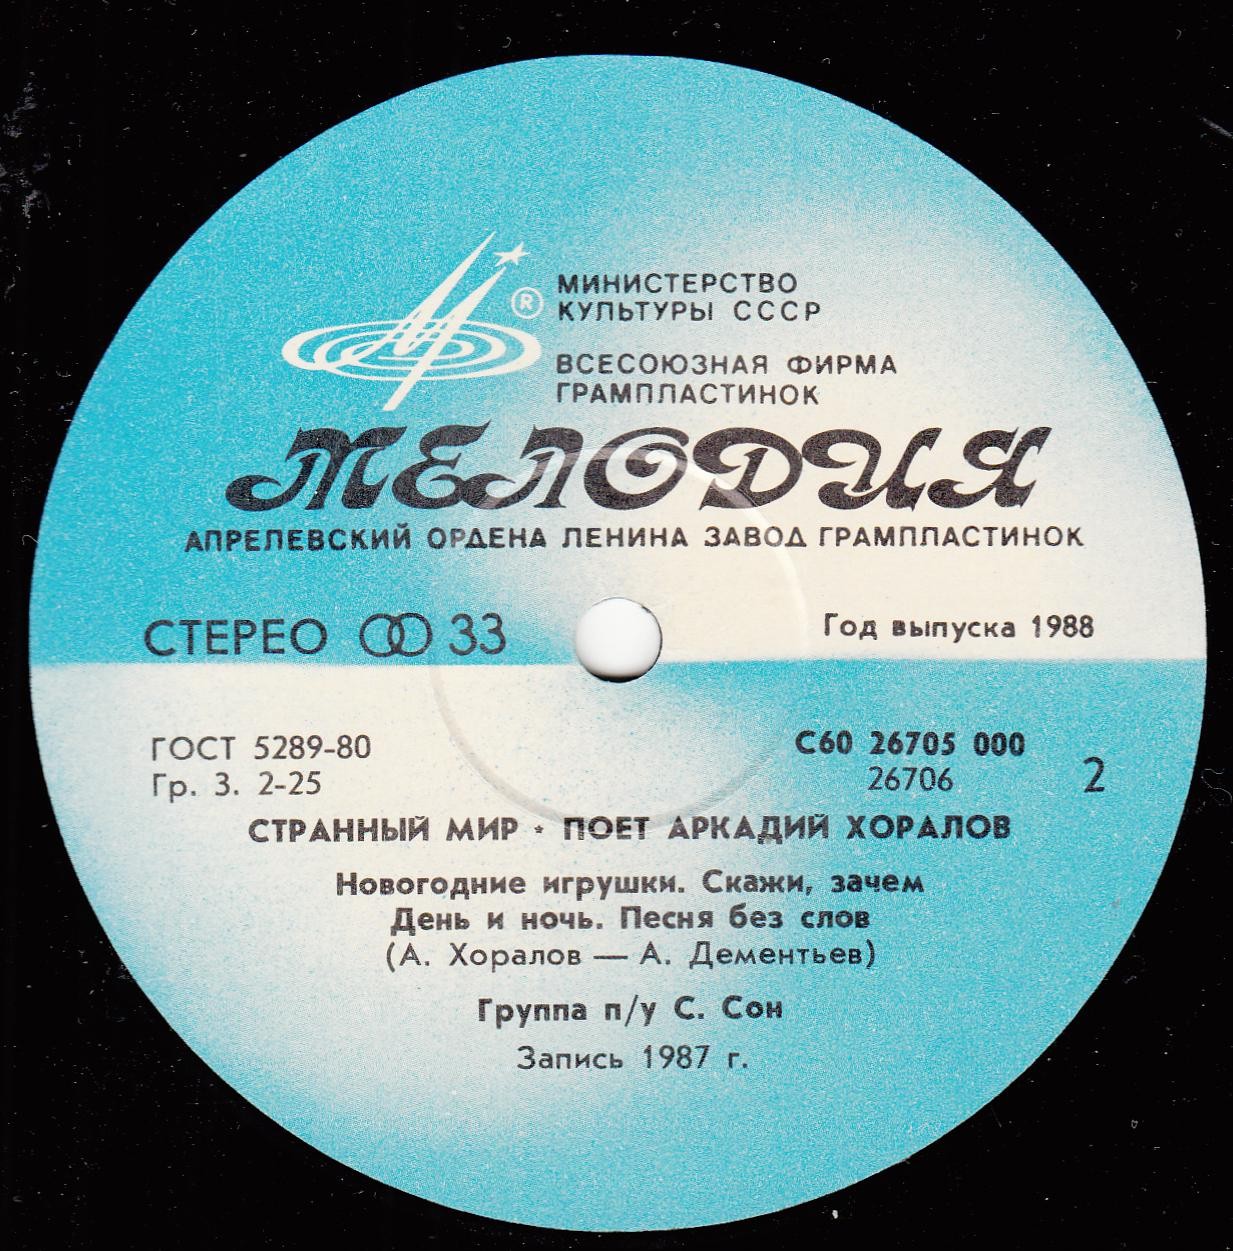 ®
МИНИСТЕРСТВО
КУЛЬТУРЫ СССР
ВСЕСОЮЗНАЯ ФИРМА
ГРАМПЛАСТИНОК
МЕЛОДИЯ
АПРЕЛЕВСКИЙ ОРДЕНА ЛЕНИНА ЗАВОД ГРАМПЛАСТИНОК
СТЕРЕО 33
Год выпуска 1988
ГОСТ 5289-80
Гр. 3. 2-25
С60 26705 000
26706
2
СТРАННЫЙ МИР • ПОЕТ АРКАДИЙ ХОРАЛОВ
Новогодние игрушки. Скажи, зачем
День и ночь. Песня без слов
(А. Хоралов — А. Дементьев)
Группа п/у С. Сон
Запись 1987 г.